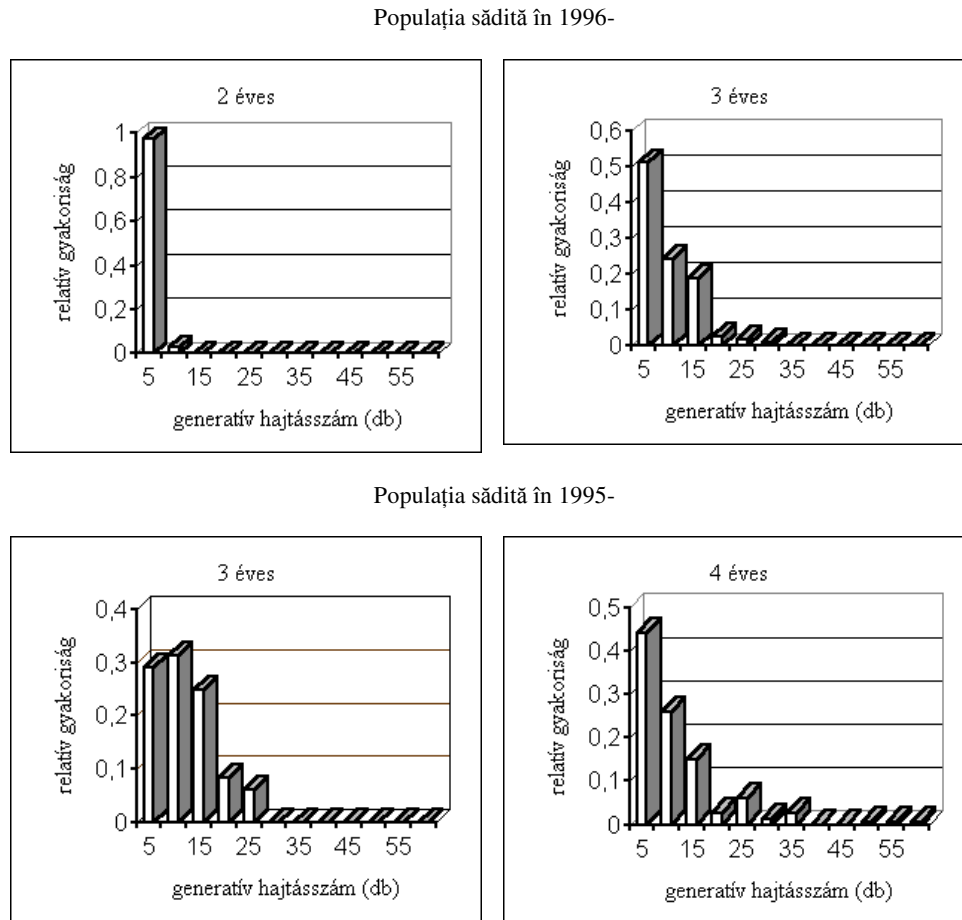 Populația sădită în 1996-
2 éves
relatív gyakoriság
1
0,8
0,6
0,4
0,2
0
5 15 25 35 45 55
generatív hajtásszám (db)
3 éves
relatív gyakoriság
0,6
0,5
0,4
0,3
0,2
0,1
0
5 15 25 35 45 55
generatív hajtásszám (db)
Populația sădită în 1995-
3 éves
relatív gyakoriság
0,4
0,3
0,2
0,1
0
5 15 25 35 45 55
generatív hajtásszám (db)
4 éves
relatív gyakoriság
0,5
0,4
0,3
0,2
0,1
0
5 15 25 35 45 55
generatív hajtásszám (db)